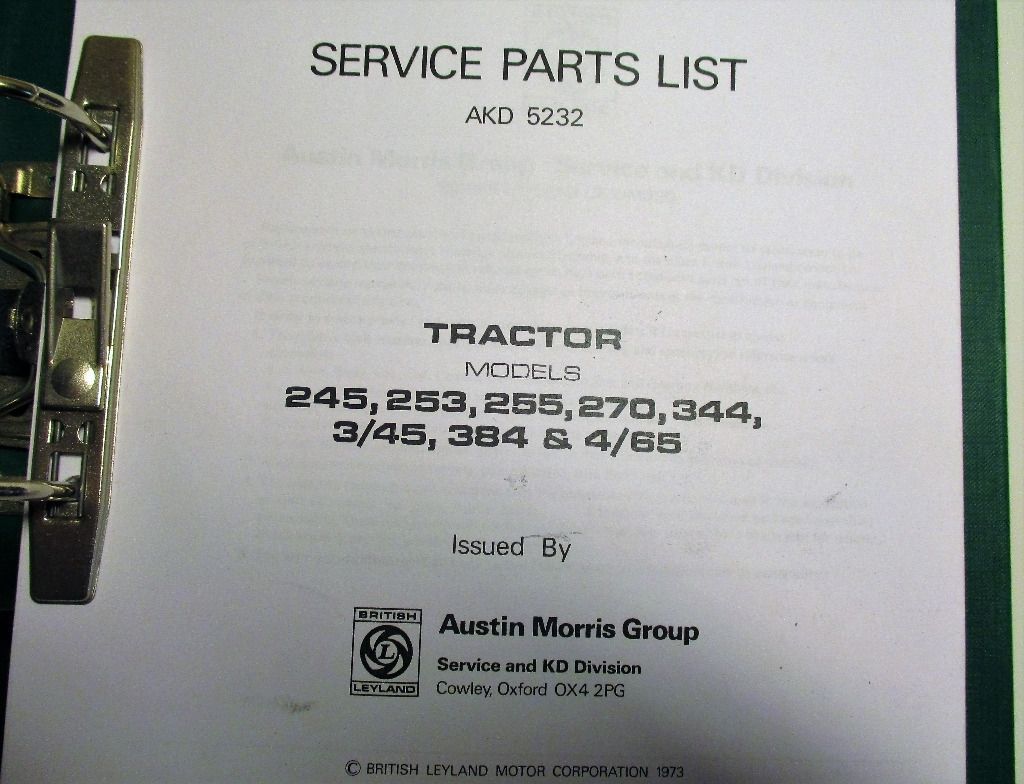 SERVICE PARTS LIST
AKD 5232
TRACTOR
MODELS
245, 253, 255, 270, 344,
3/45, 384 & 4/65
Issued By
BRITISH
L
LEYLAND
Austin Morris Group
Service and KD Division
Cowley, Oxford OX4 2PG
© BRITISH LEYLAND MOTOR CORPORATION 1973